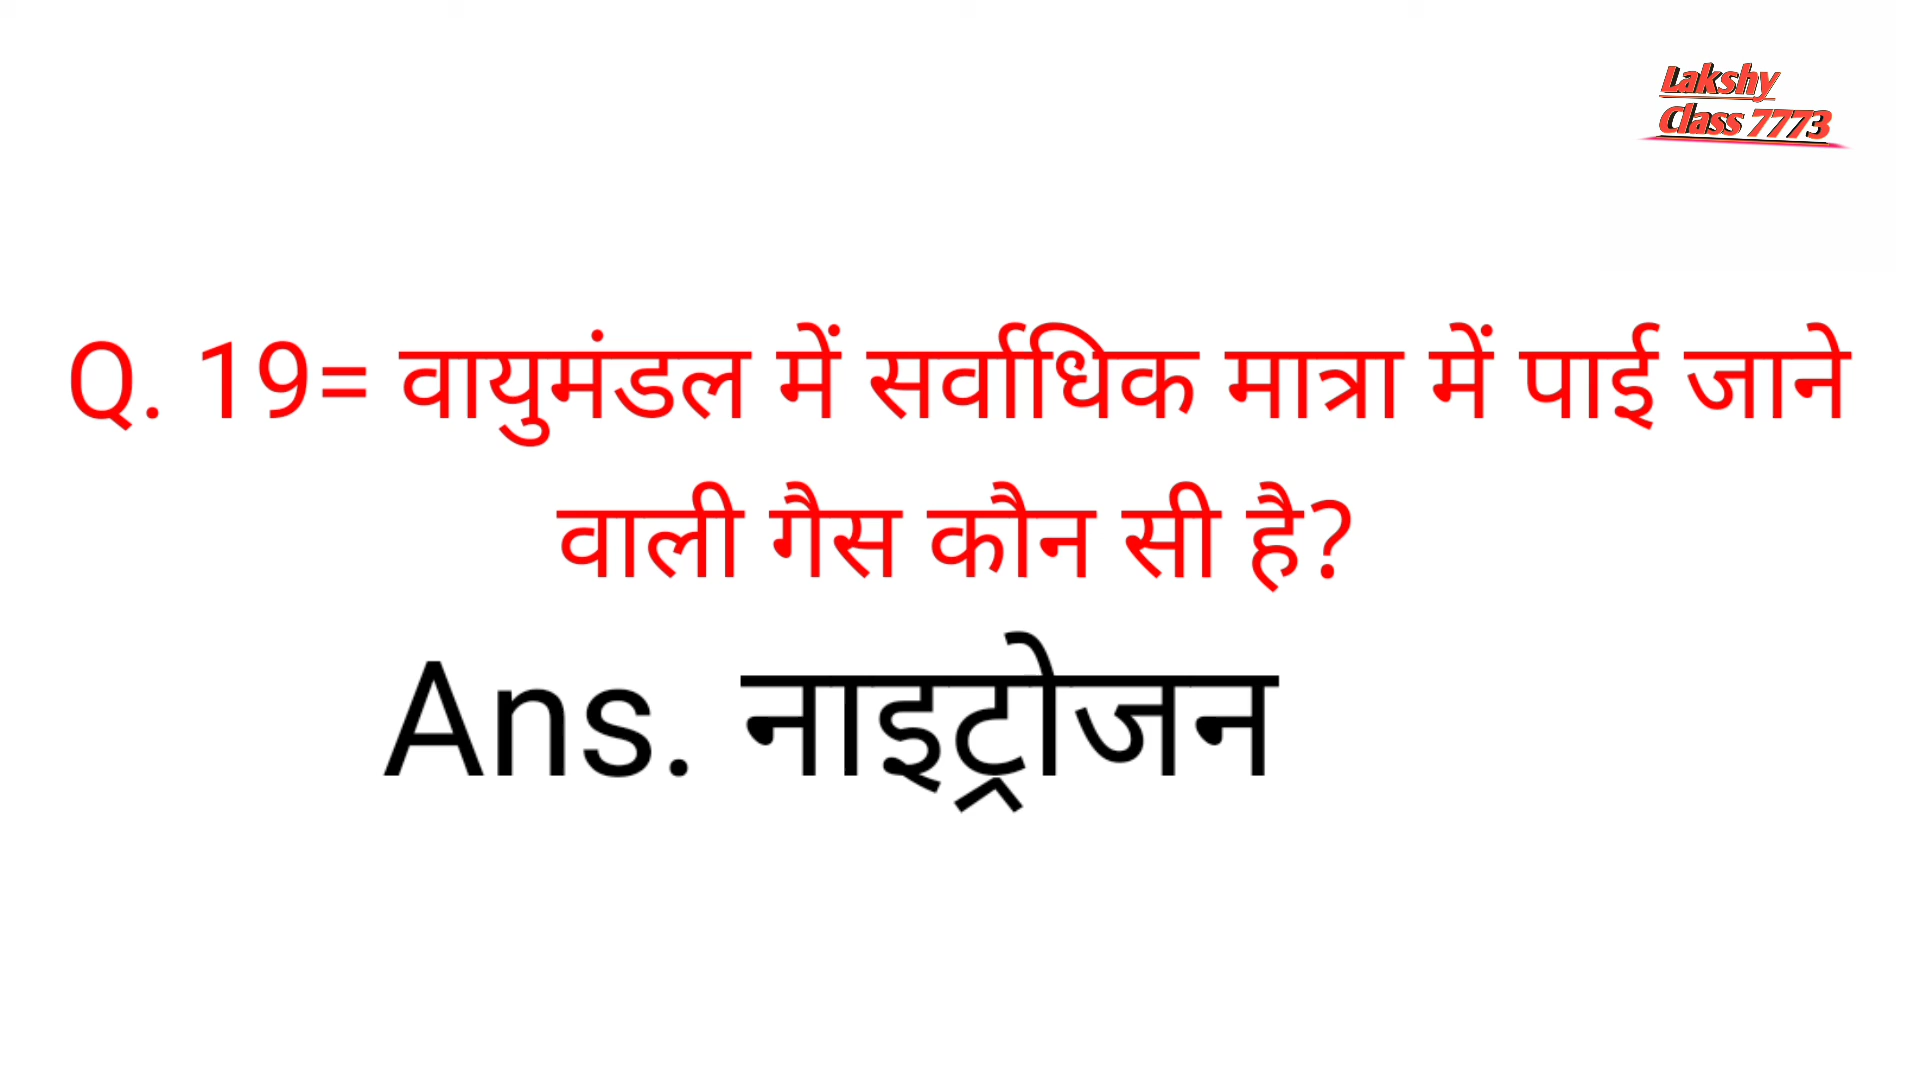 Lakshy
Class 7773
Q. 19= वायुमंडल में सर्वाधिक मात्रा में पाई जाने
वाली गैस कौन सी है?
Ans. नाइट्रोजन